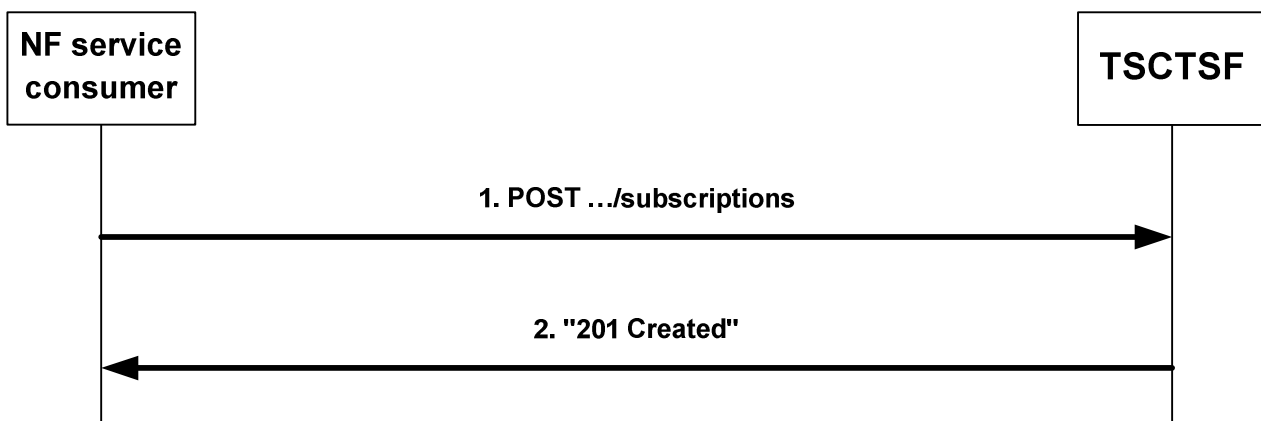 NF service
consumer
TSCTSF
1. POST …/subscriptions
2. "201 Created"